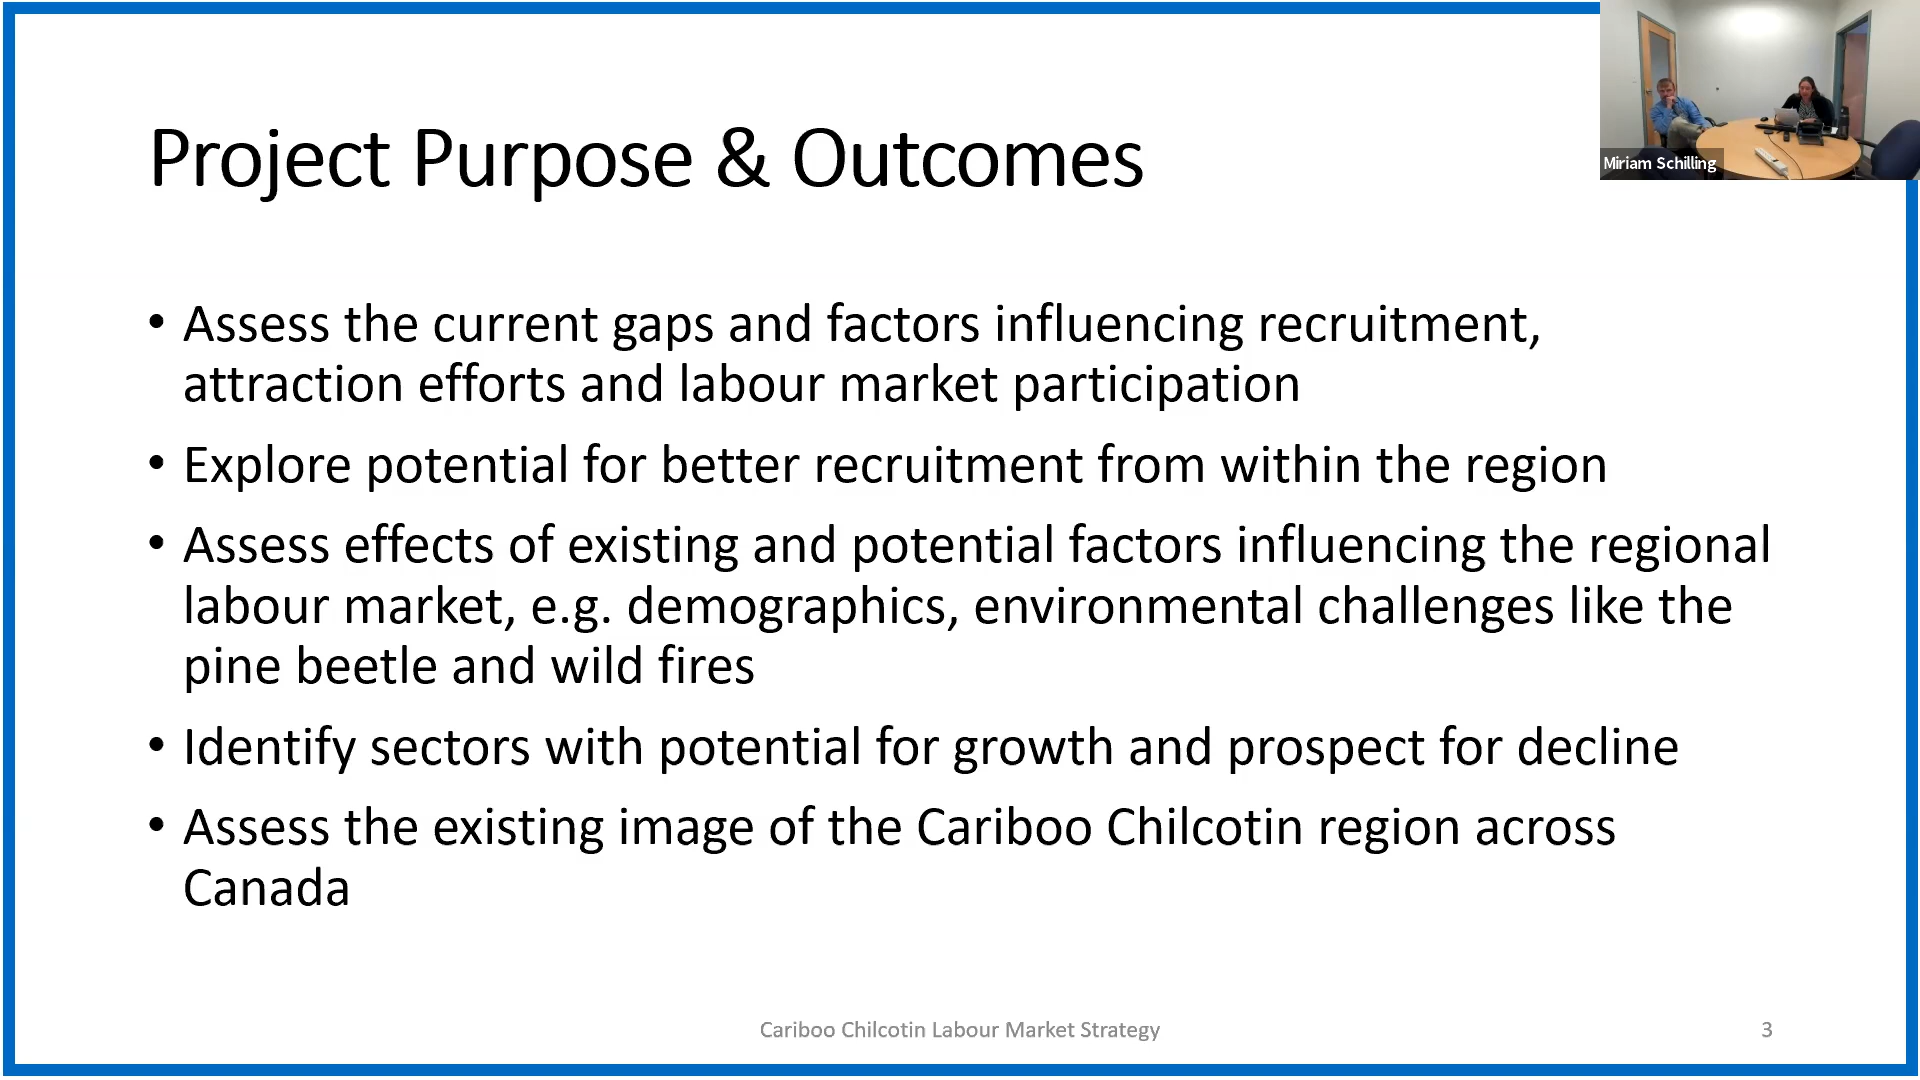 Project Purpose & Outcomes
Miriam Schilling
• Assess the current gaps and factors influencing recruitment,
attraction efforts and labour market participation
• Explore potential for better recruitment from within the region
• Assess effects of existing and potential factors influencing the regional
labour market, e.g. demographics, environmental challenges like the
pine beetle and wild fires
• Identify sectors with potential for growth and prospect for decline
• Assess the existing image of the Cariboo Chilcotin region across
Canada
Cariboo Chilcotin Labour Market Strategy
3